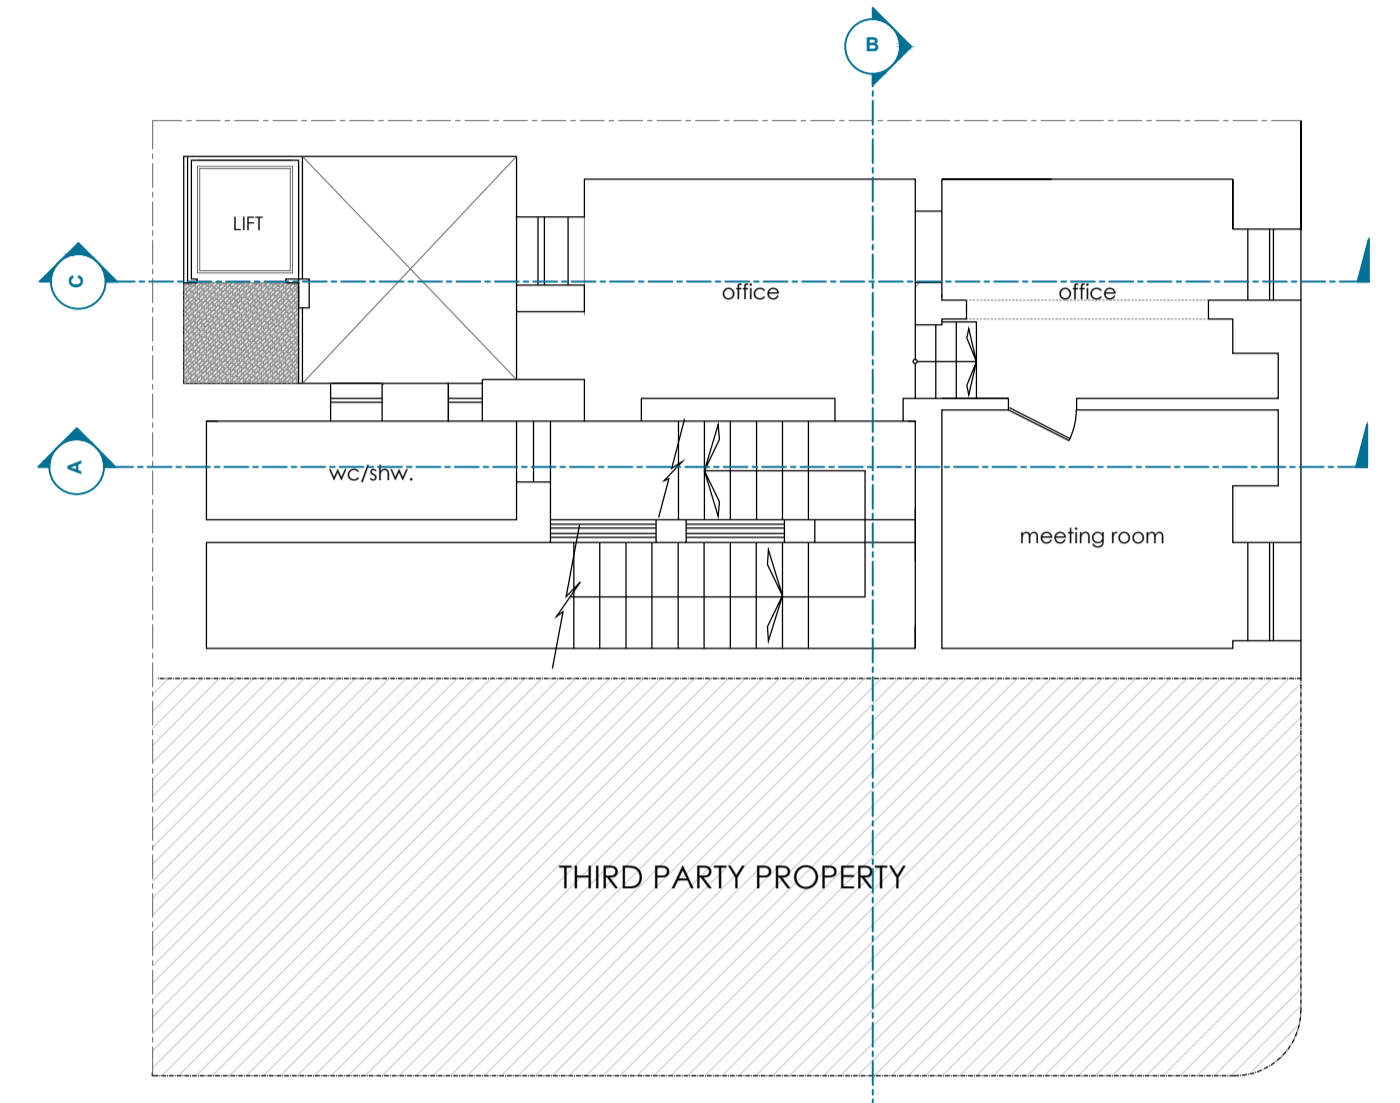 B
LIFT
C
office
office
A
wc/shw.
meeting room
THIRD PARTY PROPERTY